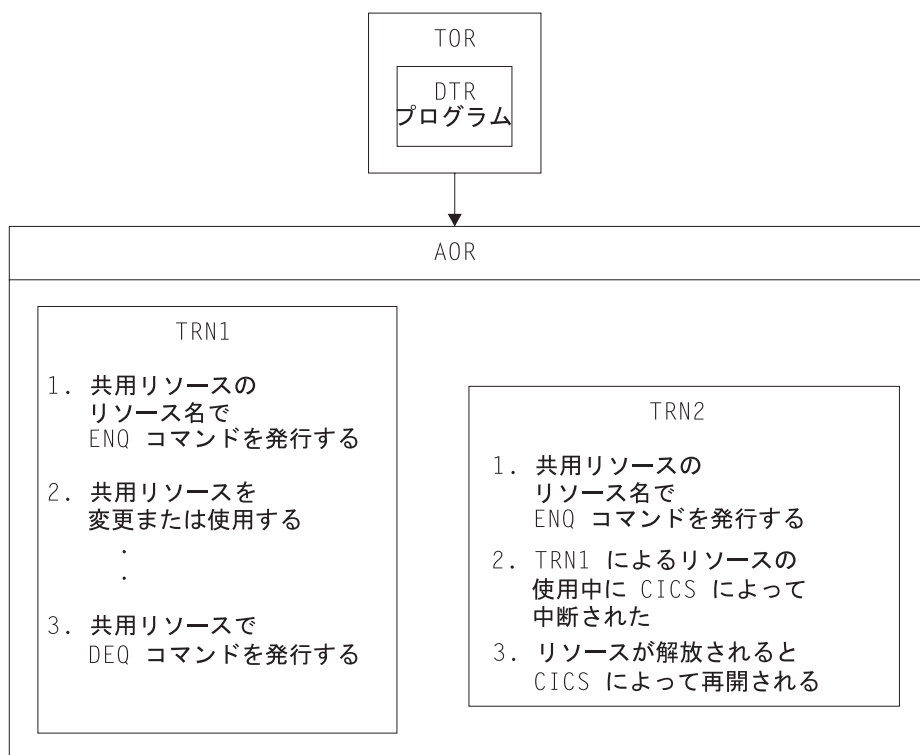 TOR
DTR
プログラム
AOR
TRN1
1. 共用リソースの
リソース名で
ENQ コマンドを発行する
2. 共用リソースを
変更または使用する
.
.
3. 共用リソースで
DEQ コマンドを発行する
TRN2
1. 共用リソースの
リソース名で
ENQ コマンドを発行する
2. TRN1 によるリソースの
使用中に CICS によって
中断された
3. リソースが解放されると
CICS によって再開される